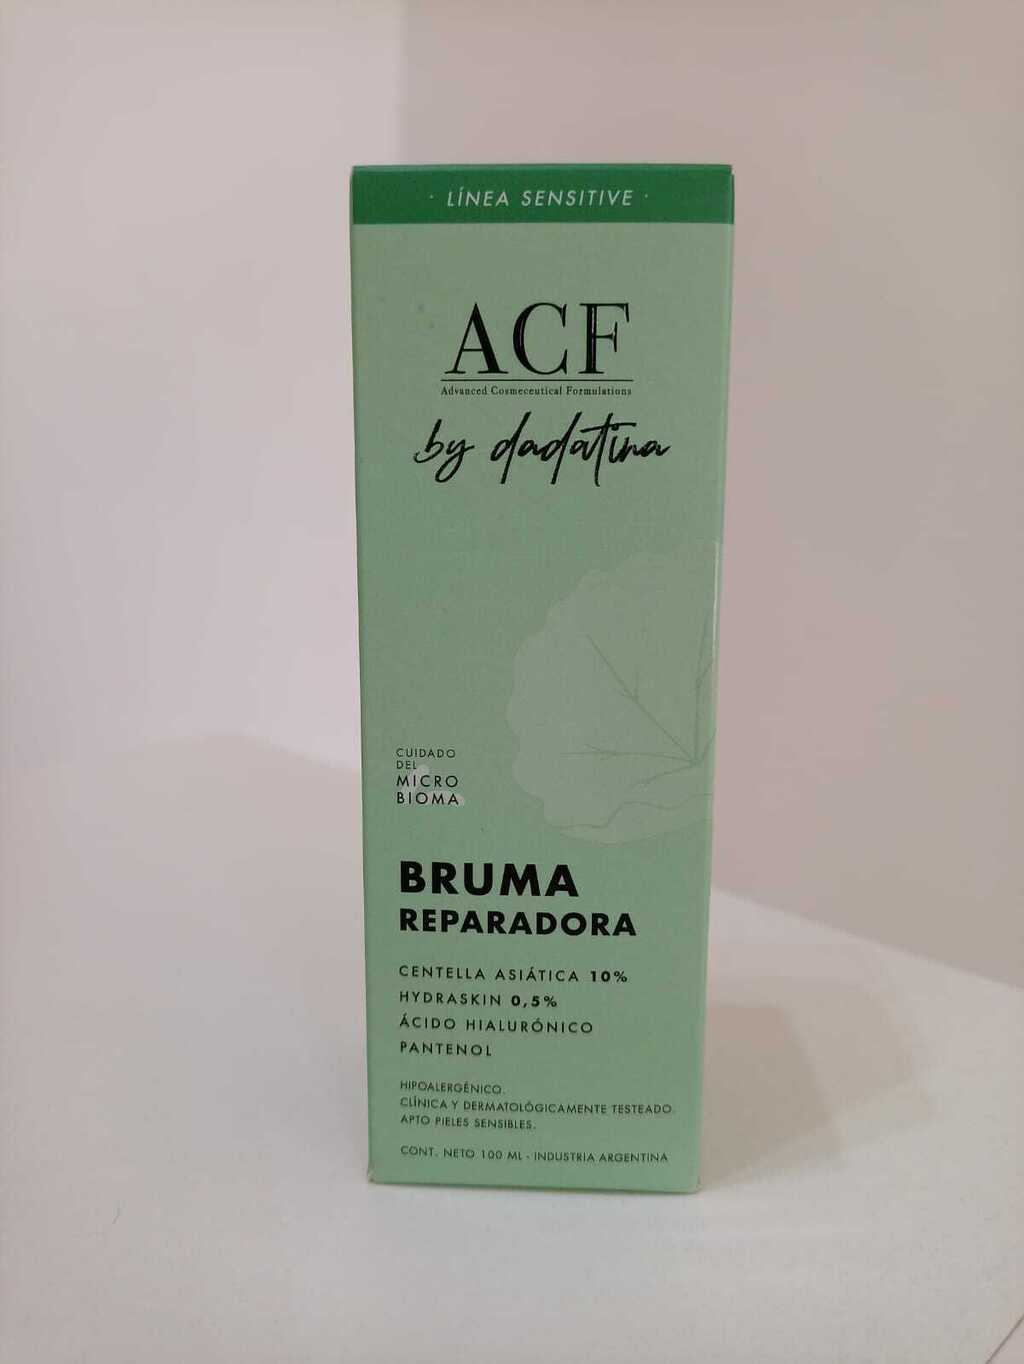 · LÍNEA SENSITIVE ·
ACF
Advanced Cosmeceutical Formulations
by dadatina
CUIDADO
DEL
MICRO
BIOMA
BRUMA
REPARADORA
CENTELLA ASIÁTICA 10%
HYDRASKIN 0,5%
ÁCIDO HIALURÓNICO
PANTENOL
HIPOALERGÉNICO.
CLÍNICA Y DERMATOLÓGICAMENTE TESTEADO.
APTO PIELES SENSIBLES.
CONT. NETO 100 ML - INDUSTRIA ARGENTINA